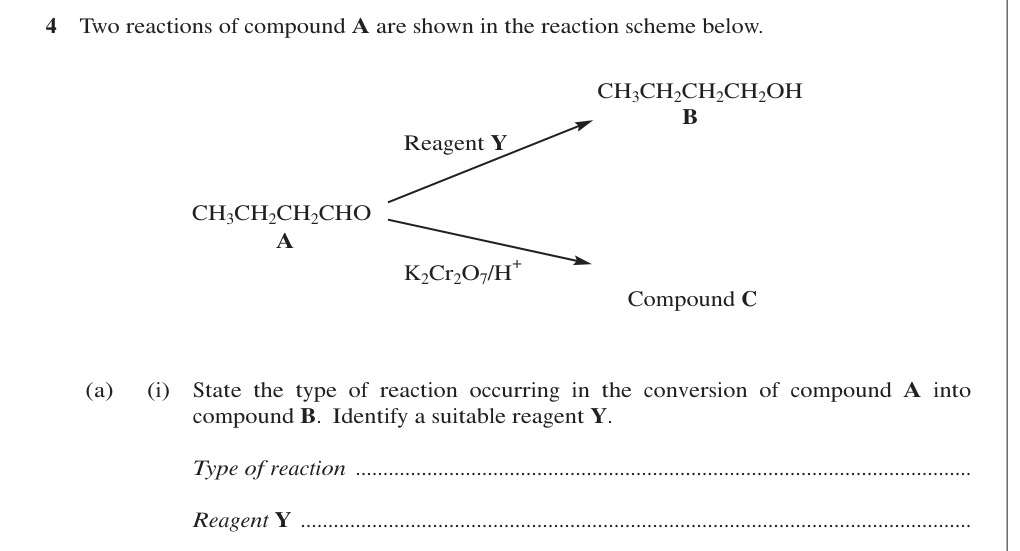 4 Two reactions of compound A are shown in the reaction scheme below.
CH₃CH₂CH₂CH₂OH
B
Reagent Y
CH₃CH₂CH₂CHO
A
K₂Cr₂O₇/H⁺
Compound C
(a) (i) State the type of reaction occurring in the conversion of compound A into
compound B. Identify a suitable reagent Y.
Type of reaction ................................................................
Reagent Y ................................................................